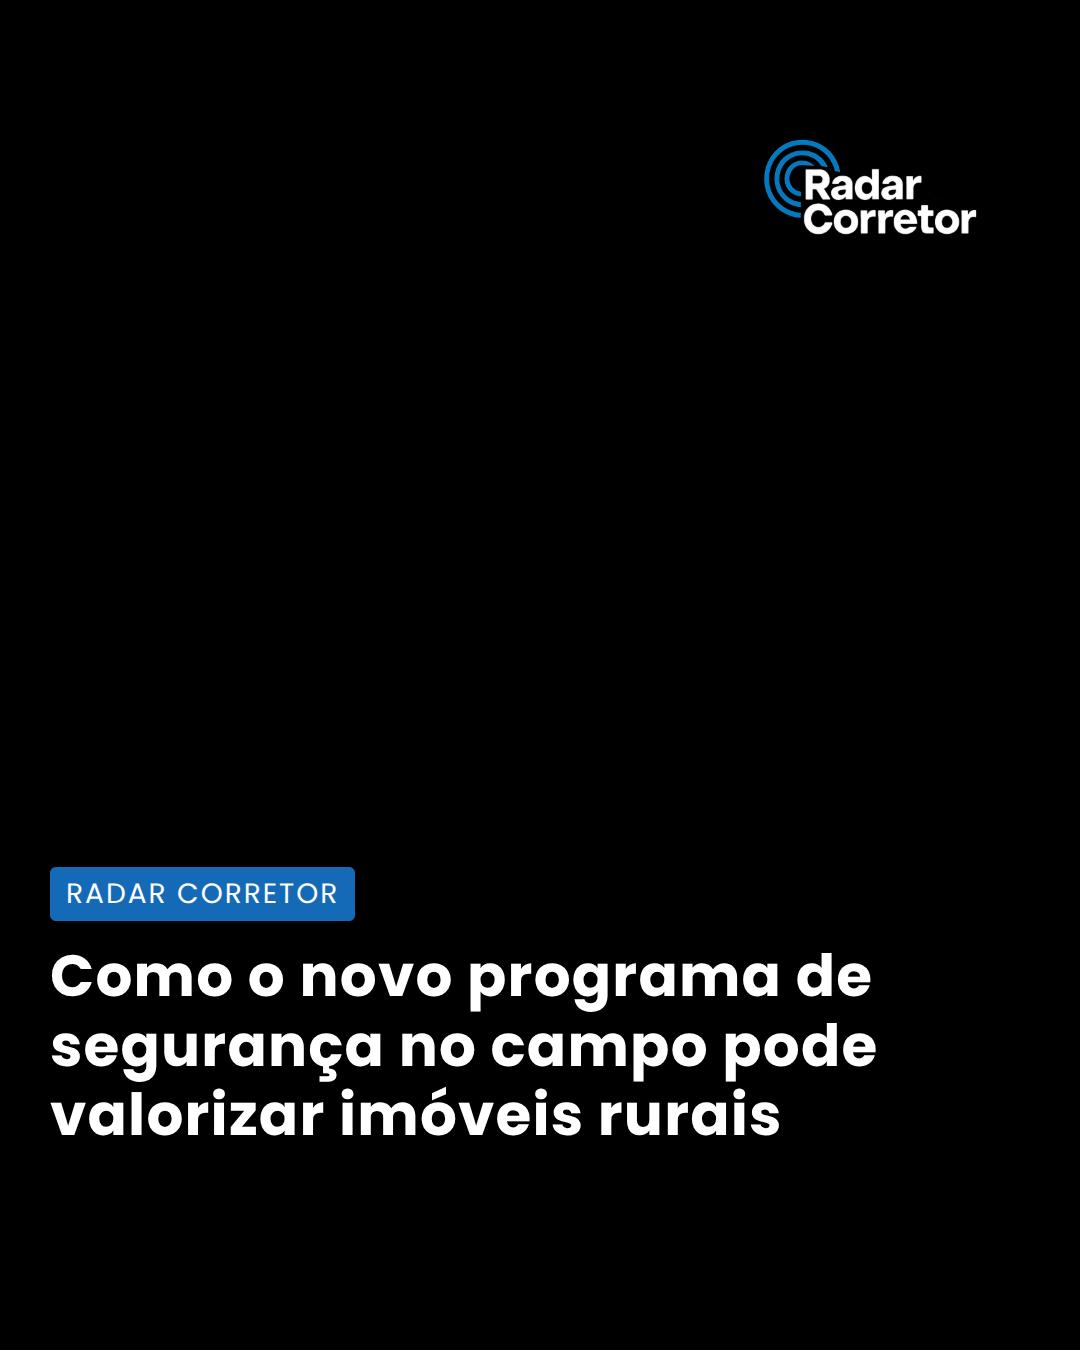 Radar
Corretor
RADAR CORRETOR
Como o novo programa de
segurança no campo pode
valorizar imóveis rurais